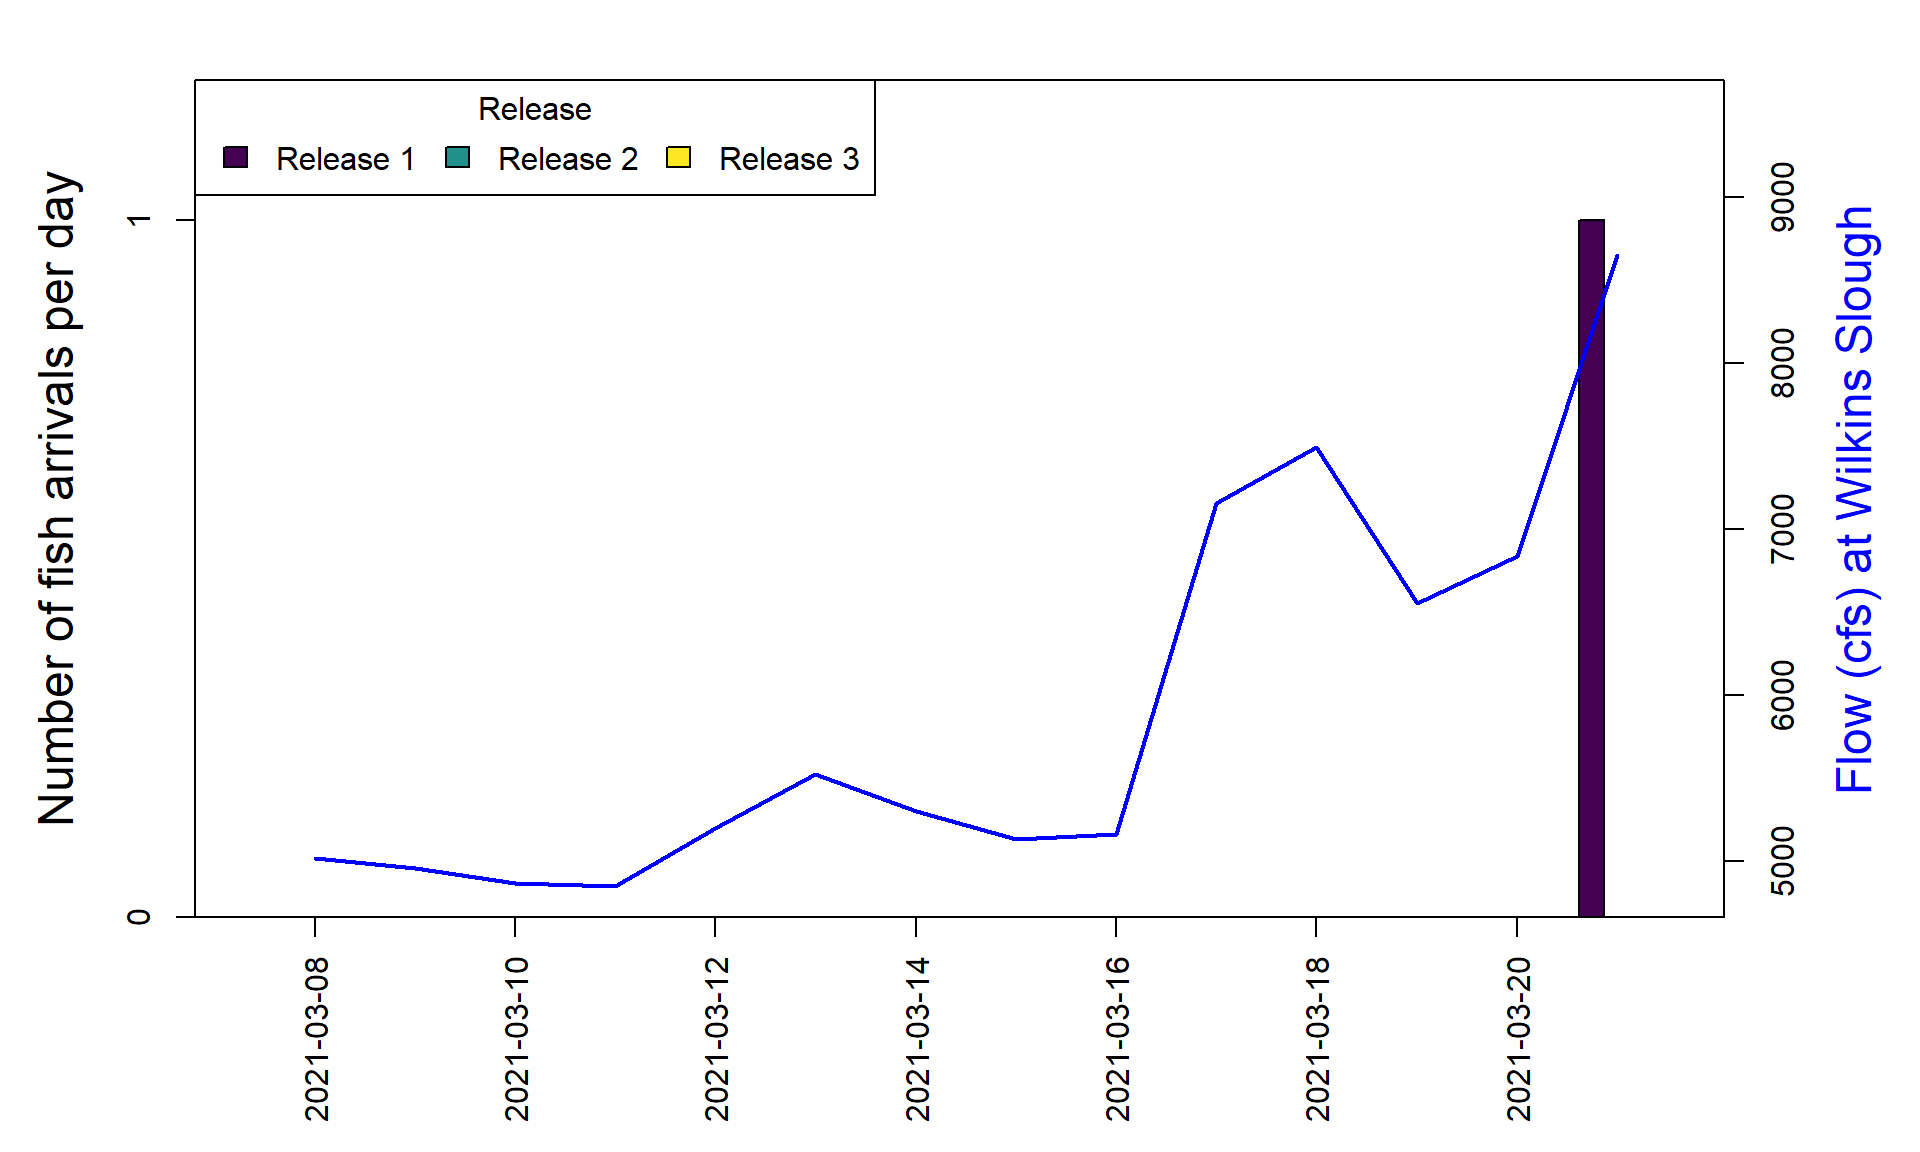 Release
Release 1
Release 2
Release 3
Number of fish arrivals per day
1
0
9000
8000
7000
6000
5000
Flow (cfs) at Wilkins Slough
2021-03-08
2021-03-10
2021-03-12
2021-03-14
2021-03-16
2021-03-18
2021-03-20